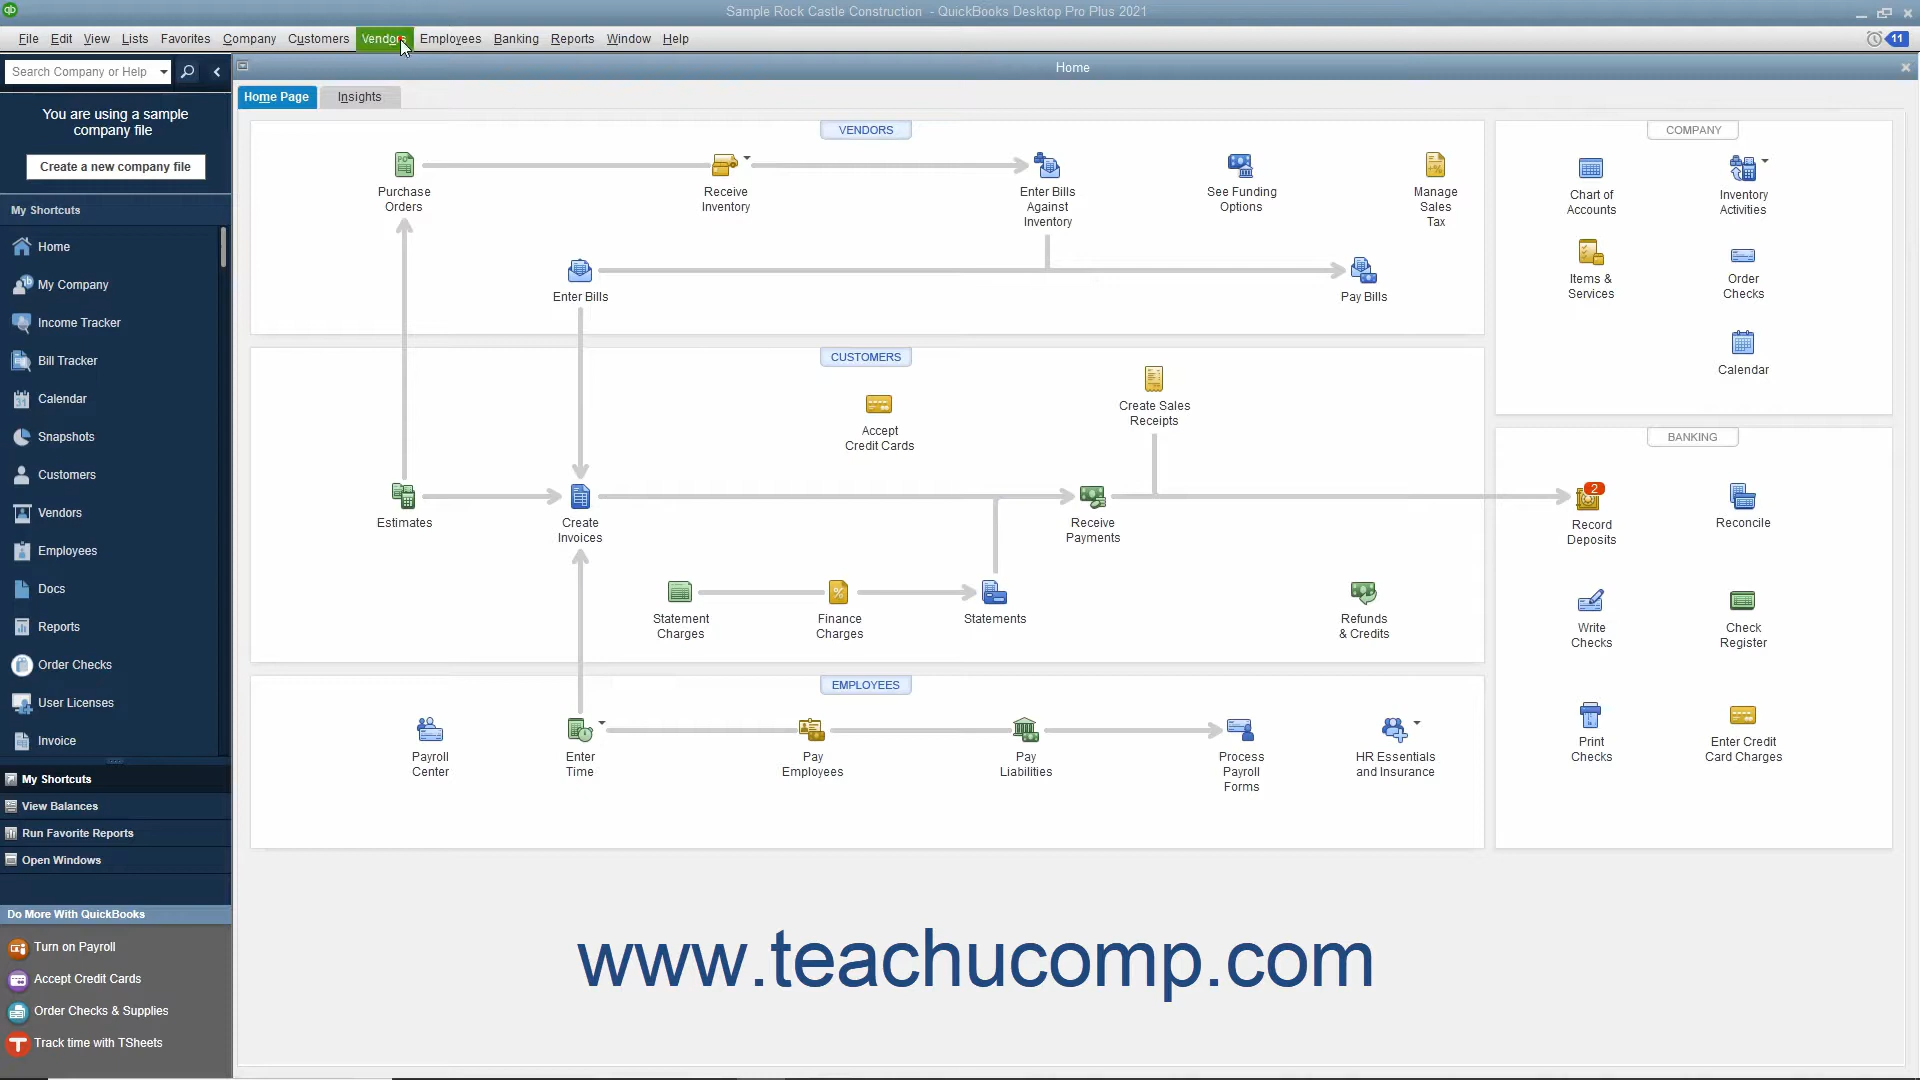 Sample Rock Castle Construction - QuickBooks Desktop Pro Plus 2021
File Edit View Lists Favorites Company Customers Vendors Employees Banking Reports Window Help
11
Search Company or Help
Home
You are using a sample
company file
Create a new company file
My Shortcuts
Home
My Company
Income Tracker
Bill Tracker
Calendar
Snapshots
Customers
Vendors
Employees
Docs
Reports
Order Checks
User Licenses
Invoice
My Shortcuts
View Balances
Run Favorite Reports
Open Windows
Do More With QuickBooks
Turn on Payroll
Accept Credit Cards
Order Checks & Supplies
Track time with TSheets
Home Page
Insights
VENDORS
Purchase
Orders
Receive
Inventory
Enter Bills
Against
Inventory
See Funding
Options
Manage
Sales
Tax
Enter Bills
Pay Bills
CUSTOMERS
Accept
Credit Cards
Create Sales
Receipts
Estimates
Create
Invoices
Receive
Payments
Statement
Charges
Finance
Charges
Statements
Refunds
& Credits
EMPLOYEES
Payroll
Center
Enter
Time
Pay
Employees
Pay
Liabilities
Process
Payroll
Forms
HR Essentials
and Insurance
COMPANY
Chart of
Accounts
Inventory
Activities
Items &
Services
Order
Checks
Calendar
BANKING
2
Record
Deposits
Reconcile
Write
Checks
Check
Register
Print
Checks
Enter Credit
Card Charges
www.teachucomp.com